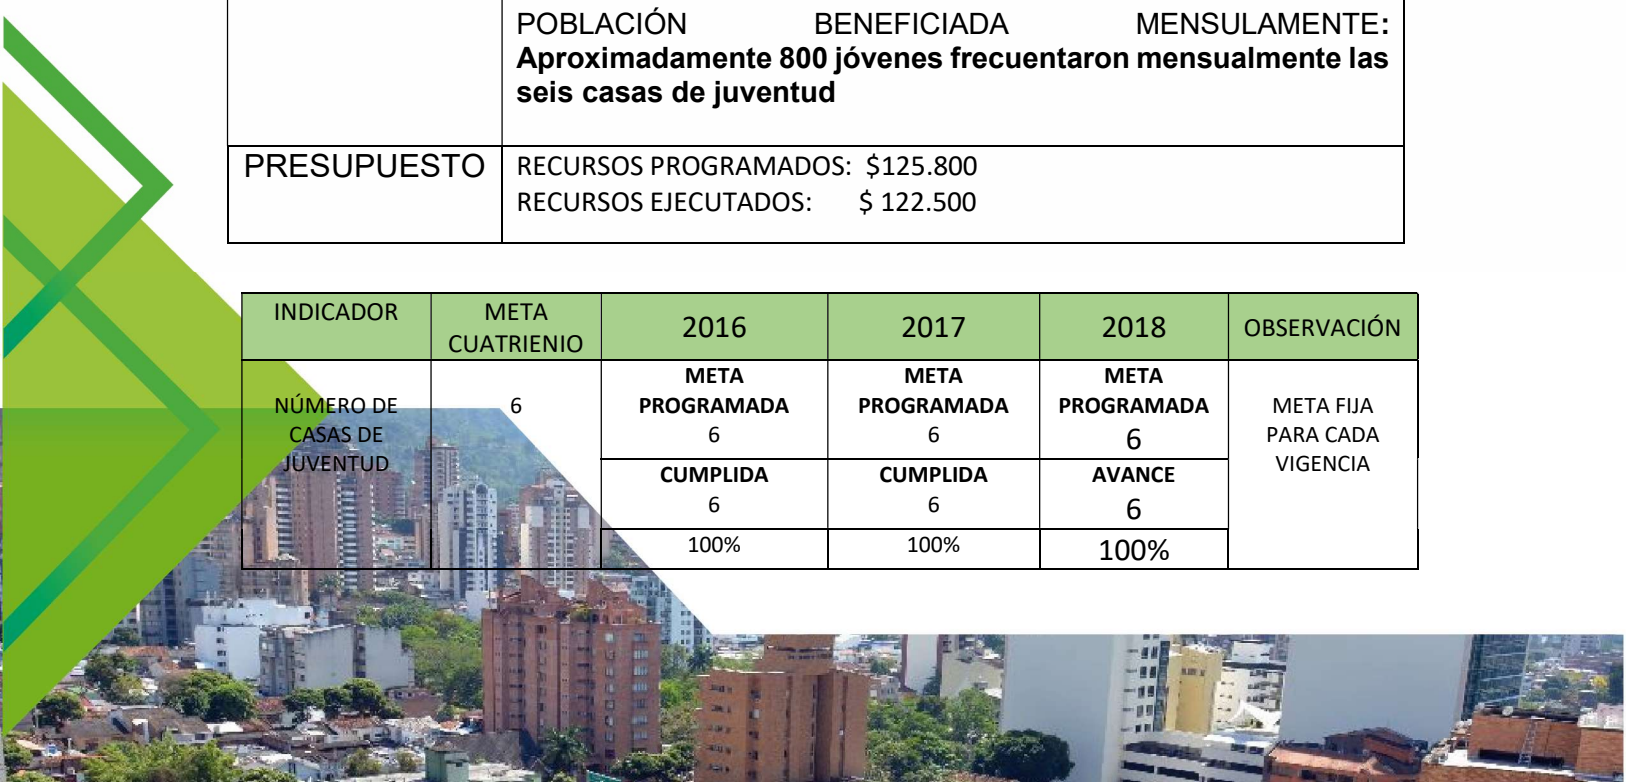 POBLACIÓN BENEFICIADA MENSULAMENTE:
Aproximadamente 800 jóvenes frecuentaron mensualmente las
seis casas de juventud
PRESUPUESTO
RECURSOS PROGRAMADOS: $125.800
RECURSOS EJECUTADOS: $ 122.500
INDICADOR
META
CUATRIENIO
2016
2017
2018
OBSERVACIÓN
NÚMERO DE
CASAS DE
JUVENTUD
6
META
PROGRAMADA
6
META
PROGRAMADA
6
META
PROGRAMADA
6
META FIJA
PARA CADA
VIGENCIA
CUMPLIDA
6
CUMPLIDA
6
AVANCE
6
100%
100%
100%